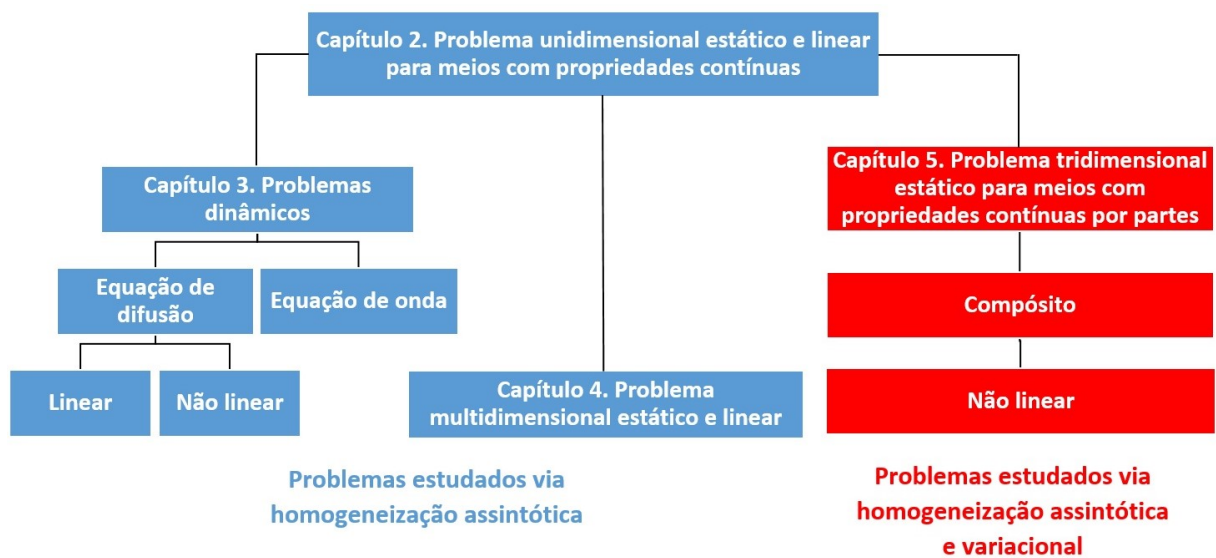 Capítulo 2. Problema unidimensional estático e linear
para meios com propriedades contínuas
Capítulo 3. Problemas
dinâmicos
Equação de
difusão
Equação de onda
Linear
Não linear
Capítulo 4. Problema
multidimensional estático e linear
Capítulo 5. Problema tridimensional
estático para meios com
propriedades contínuas por partes
Compósito
Não linear
Problemas estudados via
homogeneização assintótica
Problemas estudados via
homogeneização assintótica
e variacional